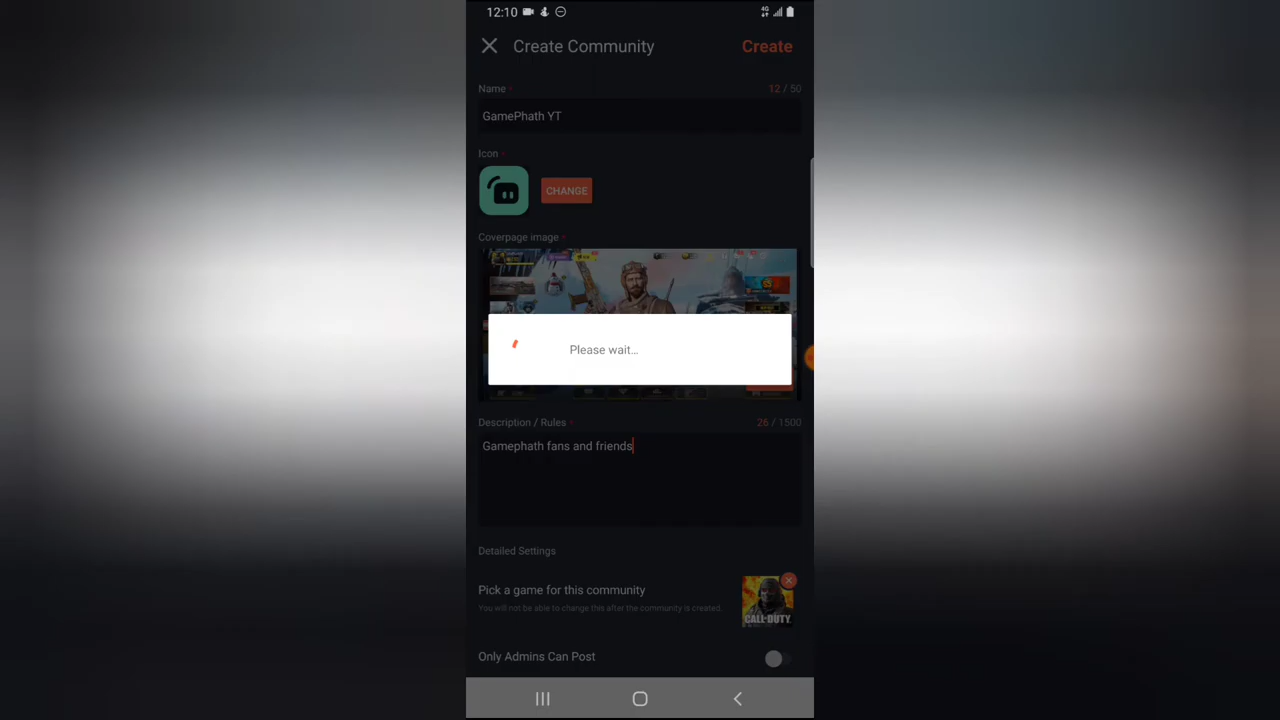 12:10
4G
Create Community
Create
Name *
12 / 50
GamePhath YT
Icon *
CHANGE
Coverpage image *
Please wait...
Description / Rules *
26 / 1500
Gamephath fans and friends
Detailed Settings
Pick a game for this community
You will not be able to change this after the community is created.
CALL·DUTY
Only Admins Can Post